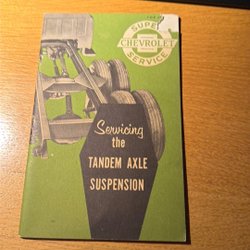 SUPER
CHEVROLET
SERVICE
Servicing
the
TANDEM AXLE
SUSPENSION